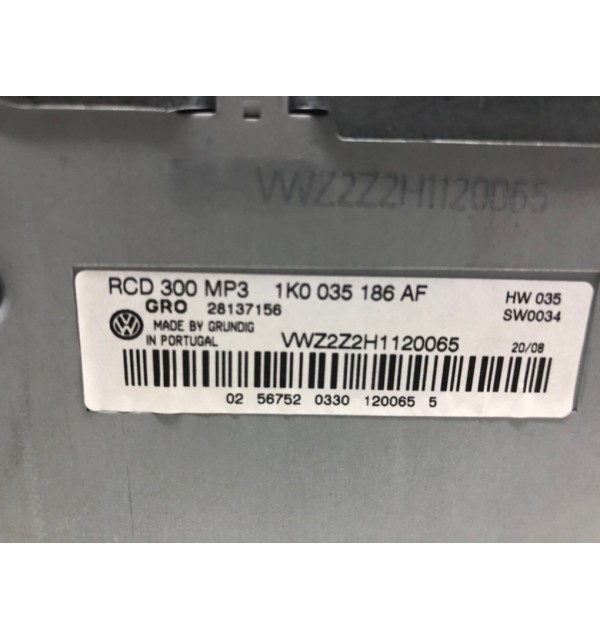 VWZ2Z2H1120065
RCD 300 MP3 1K0 035 186 AF HW 035
GRO 28137156 SW0034
MADE BY GRUNDIG
IN PORTUGAL VWZ2Z2H1120065 20/08
02 56752 0330 120065 5